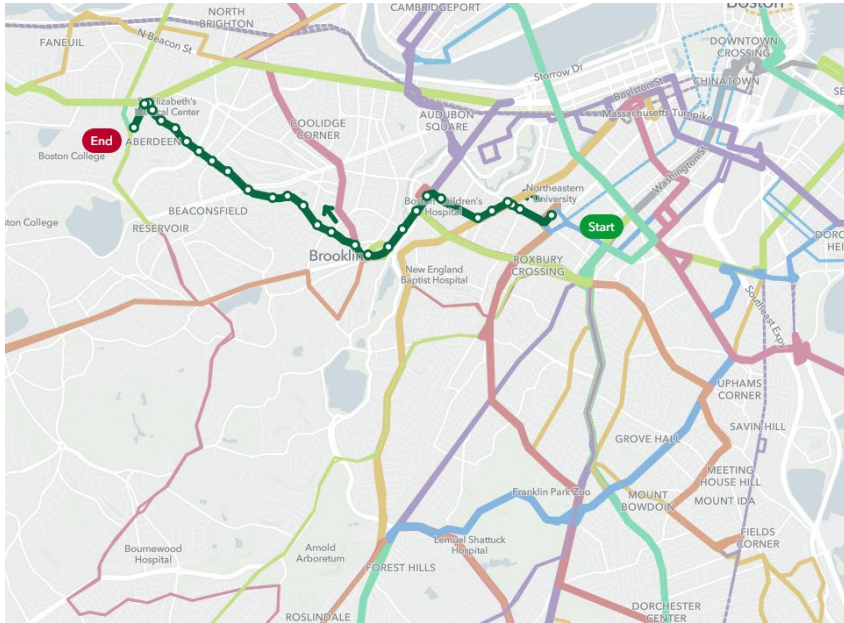 NORTH
BRIGHTON
CAMBRIDGEPORT
Boston
FANEUIL
N Beacon St
DOWNTOWN
CROSSING
Storrow Dr
CHINATOWN
Boylston St
Elizabeth's
Medical Center
Massachusetts Turnpike
AUDUBON
SQUARE
COOLIDGE
CORNER
End
ABERDEEN
Boston College
Washington St
Northeastern
University
Boston Children's
Hospital
BEACONSFIELD
ston College
RESERVOIR
Start
DORC
HEI
Brooklin
ROXBURY
CROSSING
New England
Baptist Hospital
Southeast Expy
UPHAMS
CORNER
SAVIN HILL
GROVE HALL
MEETING
HOUSE HILL
Franklin Park Zoo
MOUNT
BOWDOIN
MOUNT IDA
FIELDS
CORNER
Bournewood
Hospital
Arnold
Arboretum
Lemuel Shattuck
Hospital
FOREST HILLS
DORCHESTER
CENTER
ROSLINDALE